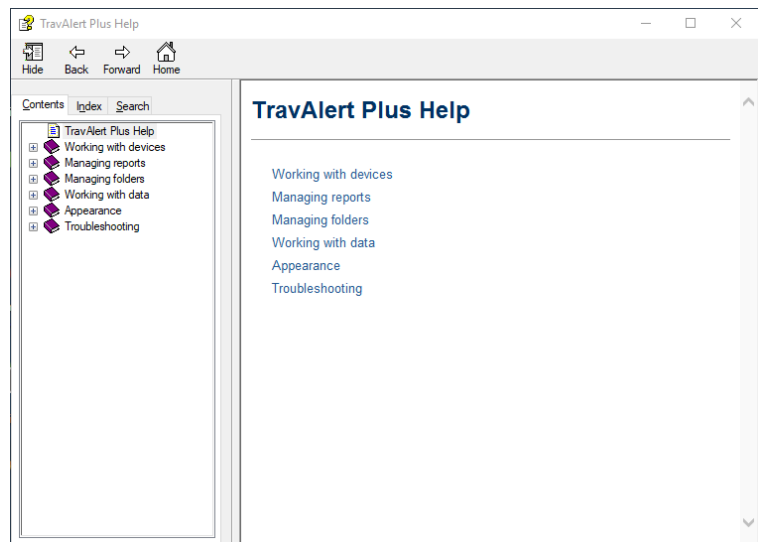 TravAlert Plus Help
Hide Back Forward Home
Contents Index Search
TravAlert Plus Help
Working with devices
Managing reports
Managing folders
Working with data
Appearance
Troubleshooting
TravAlert Plus Help
Working with devices
Managing reports
Managing folders
Working with data
Appearance
Troubleshooting